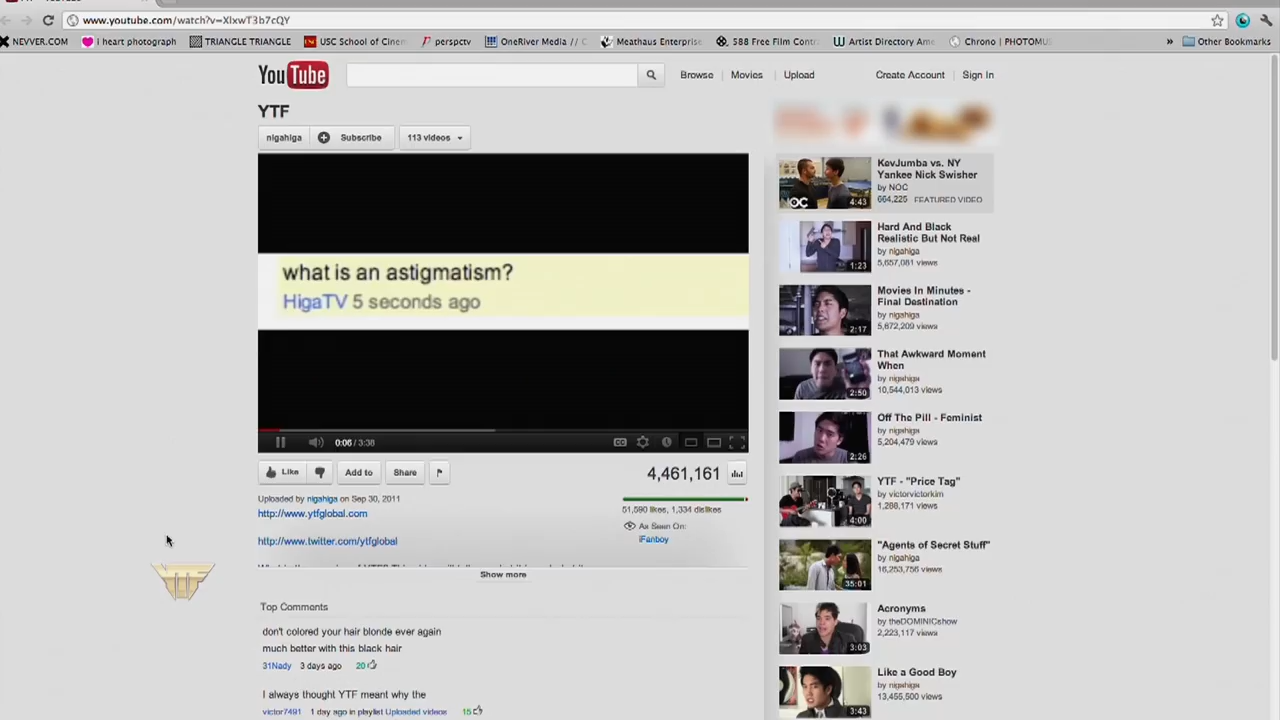 www.youtube.com/watch?v=XIxwT3b7cQY
NEVVER.COM
I heart photograph
TRIANGLE TRIANGLE
USC School of Cinem
perspctv
OneRiver Media // C
Meathaus Enterprise
588 Free Film Contr
Artist Directory Ame
Chrono | PHOTOMUS
»
Other Bookmarks
YouTube
Browse
Movies
Upload
Create Account
Sign In
YTF
nigahiga
Subscribe
113 videos
what is an astigmatism?
HigaTV 5 seconds ago
0:06 / 3:38
CC
Like
Add to
Share
4,461,161
Uploaded by nigahiga on Sep 30, 2011
http://www.ytfglobal.com
http://www.twitter.com/ytfglobal
51,590 likes, 1,334 dislikes
As Seen On:
iFanboy
Show more
YTF
Top Comments
don't colored your hair blonde ever again
much better with this black hair
31Nady 3 days ago 20
I always thought YTF meant why the
victor7491 1 day ago in playlist Uploaded videos 15
NOC
4:43
KevJumba vs. NY
Yankee Nick Swisher
by NOC
664,225 FEATURED VIDEO
1:23
Hard And Black
Realistic But Not Real
by nigahiga
5,657,081 views
2:17
Movies In Minutes -
Final Destination
by nigahiga
5,672,209 views
2:50
That Awkward Moment
When
by nigahiga
10,544,013 views
2:26
Off The Pill - Feminist
by nigahiga
5,204,479 views
4:00
YTF - "Price Tag"
by victorvictorkim
1,288,171 views
35:01
"Agents of Secret Stuff"
by nigahiga
16,253,756 views
3:03
Acronyms
by theDOMINICshow
2,223,117 views
3:43
Like a Good Boy
by nigahiga
13,455,500 views